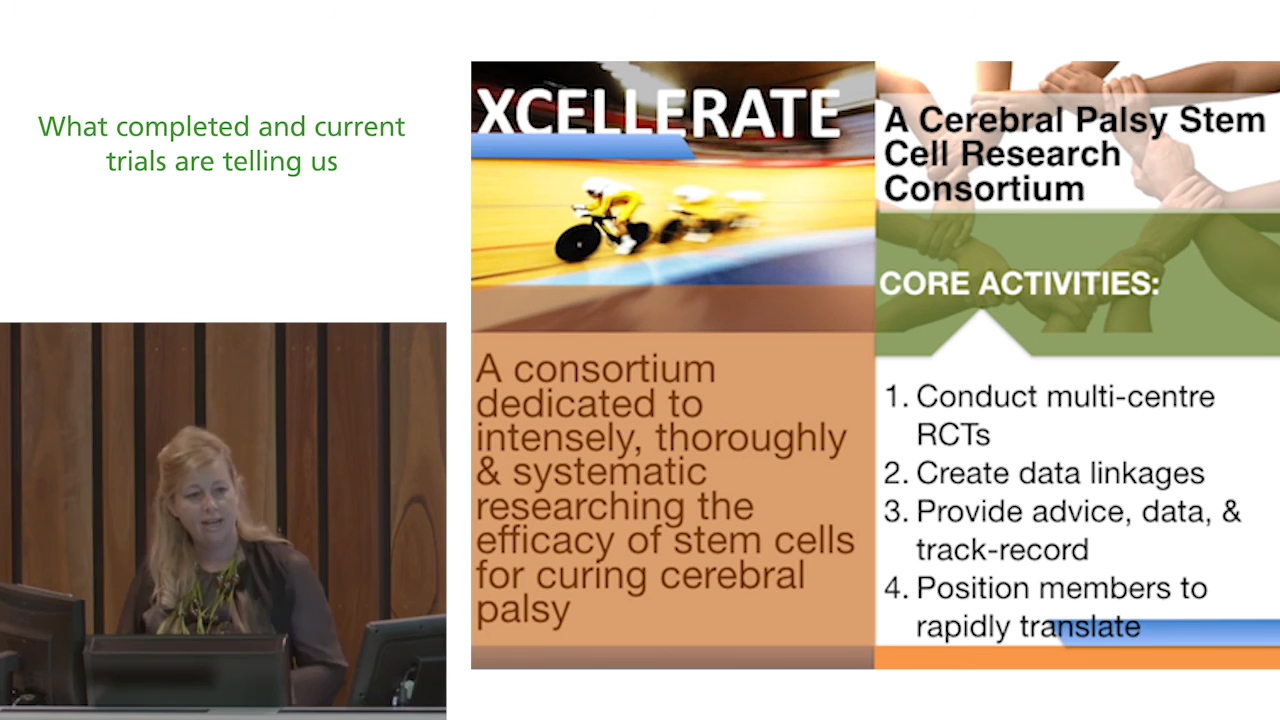 What completed and current
trials are telling us
XCELLERATE
A consortium
dedicated to
intensely, thoroughly
& systematic
researching the
efficacy of stem cells
for curing cerebral
palsy
A Cerebral Palsy Stem
Cell Research
Consortium
CORE ACTIVITIES:
1. Conduct multi-centre
RCTs
2. Create data linkages
3. Provide advice, data, &
track-record
4. Position members to
rapidly translate